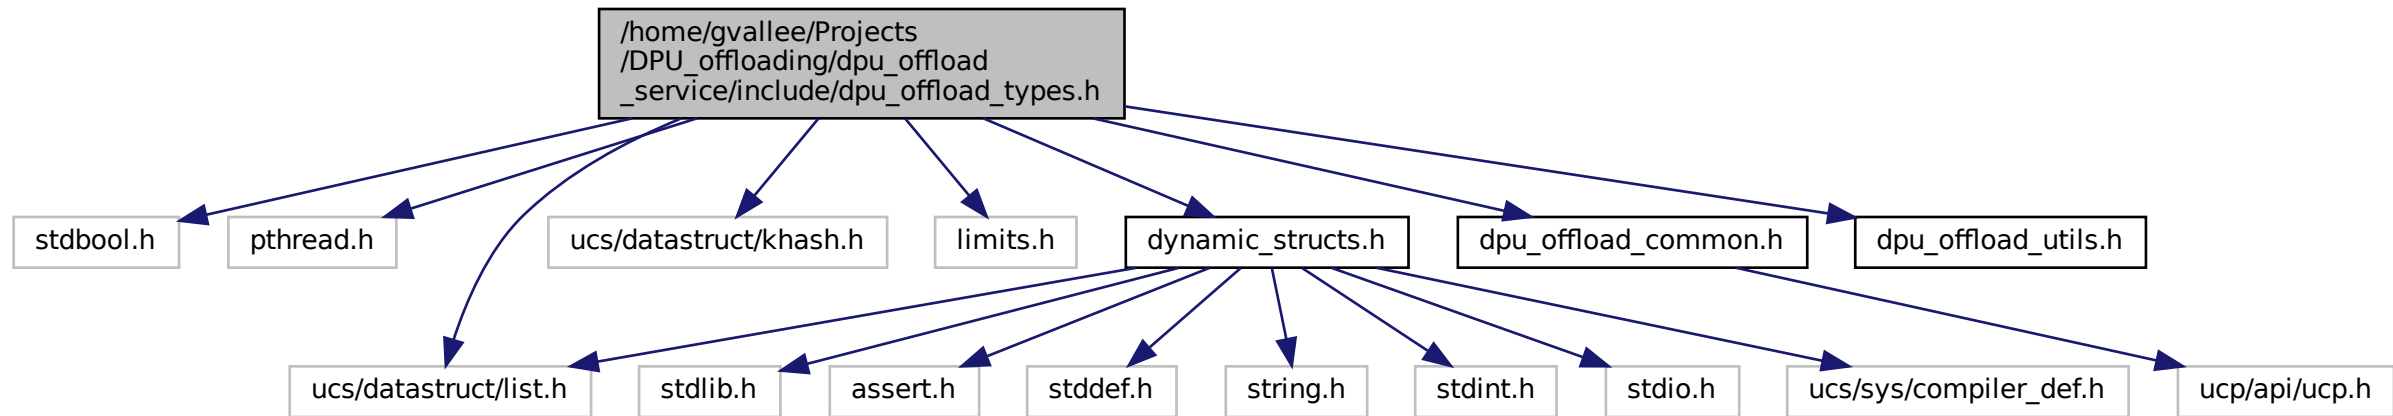 /home/gvallee/Projects
/DPU_offloading/dpu_offload
_service/include/dpu_offload_types.h
stdbool.h
pthread.h
ucs/datastruct/khash.h
limits.h
dynamic_structs.h
dpu_offload_common.h
dpu_offload_utils.h
ucs/datastruct/list.h
stdlib.h
assert.h
stddef.h
string.h
stdint.h
stdio.h
ucs/sys/compiler_def.h
ucp/api/ucp.h